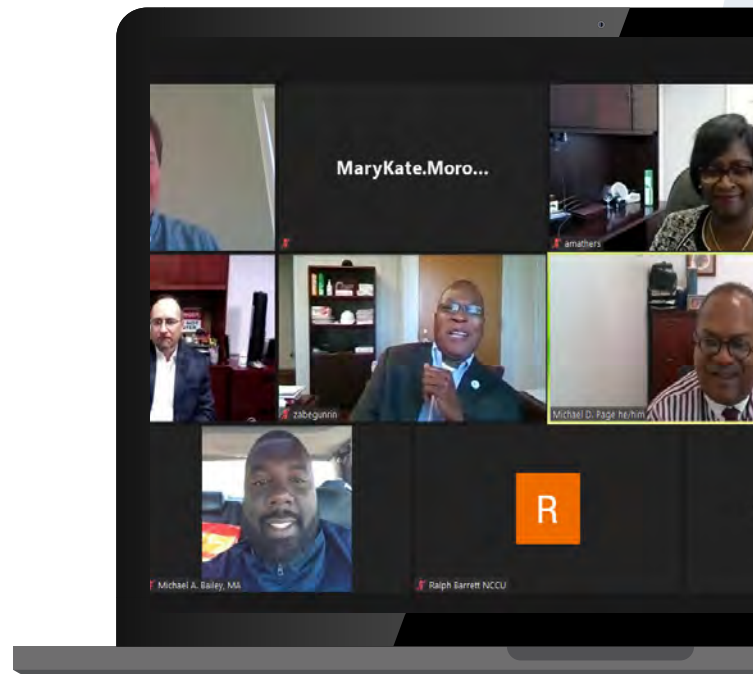 MaryKate.Moro...
amathers
zabegunrin
Michael D. Page he/him
Michael A. Bailey, MA
R
Ralph Barrett NCCU